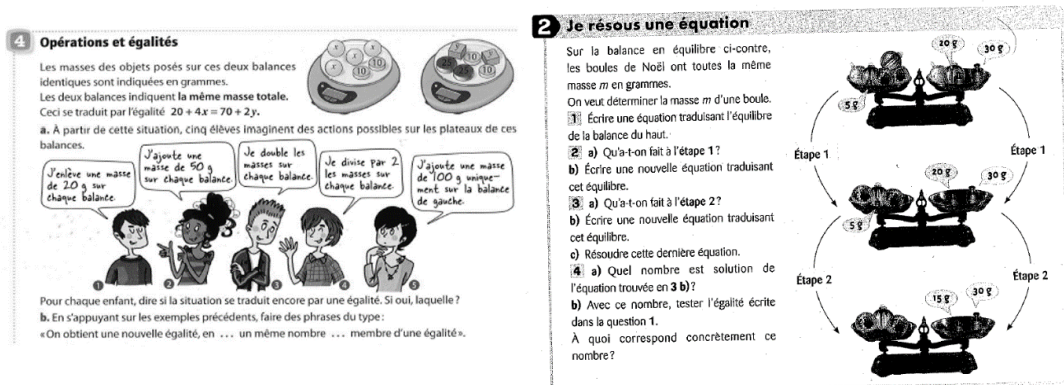 4 Opérations et égalités
Les masses des objets posés sur ces deux balances
identiques sont indiquées en grammes.
Les deux balances indiquent la même masse totale.
Ceci se traduit par l'égalité 20 + 4x = 70 + 2y.
a. À partir de cette situation, cinq élèves imaginent des actions possibles sur les plateaux de ces
balances.
x
x
x
x
10
10
y
y
10
25
25
10
J'enlève une masse
de 20 g sur
chaque balance.
J'ajoute une
masse de 50 g
sur chaque balance.
Je double les
masses sur
chaque balance.
Je divise par 2
les masses sur
chaque balance.
J'ajoute une masse
de 100 g unique-
ment sur la balance
de gauche.
1
2
3
4
5
Pour chaque enfant, dire si la situation se traduit encore par une égalité. Si oui, laquelle ?
b. En s'appuyant sur les exemples précédents, faire des phrases du type :
«On obtient une nouvelle égalité, en ... un même nombre ... membre d'une égalité».
2 Je résous une équation
Sur la balance en équilibre ci-contre,
les boules de Noël ont toutes la même
masse m en grammes.
On veut déterminer la masse m d'une boule.
1 Écrire une équation traduisant l'équilibre
de la balance du haut.
2 a) Qu'a-t-on fait à l'étape 1 ?
b) Écrire une nouvelle équation traduisant
cet équilibre.
3 a) Qu'a-t-on fait à l'étape 2 ?
b) Écrire une nouvelle équation traduisant
cet équilibre.
c) Résoudre cette dernière équation.
4 a) Quel nombre est solution de
l'équation trouvée en 3 b) ?
b) Avec ce nombre, tester l'égalité écrite
dans la question 1.
À quoi correspond concrètement ce
nombre ?
20 g
30 g
5 g
Étape 1
Étape 1
20 g
30 g
5 g
Étape 2
Étape 2
15 g
30 g